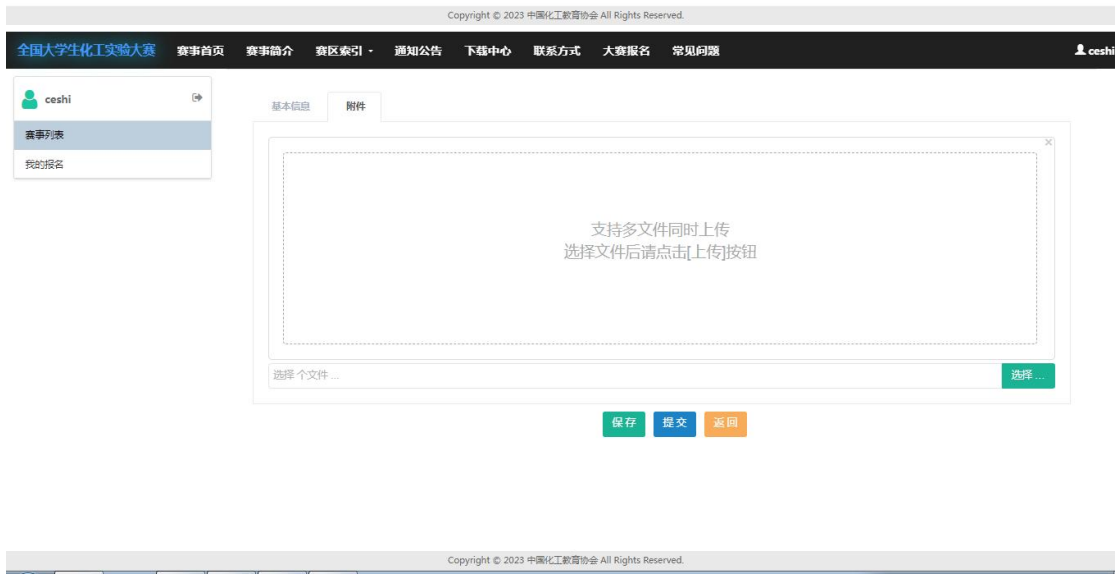 Copyright © 2023 中国化工教育协会 All Rights Reserved.
全国大学生化工实验大赛 赛事首页 赛事简介 赛区索引 通知公告 下载中心 联系方式 大赛报名 常见问题 ceshi
ceshi
赛事列表
我的报名
基本信息 附件
×
支持多文件同时上传
选择文件后请点击[上传]按钮
选择 个文件 ...
选择 ...
保存 提交 返回
Copyright © 2023 中国化工教育协会 All Rights Reserved.